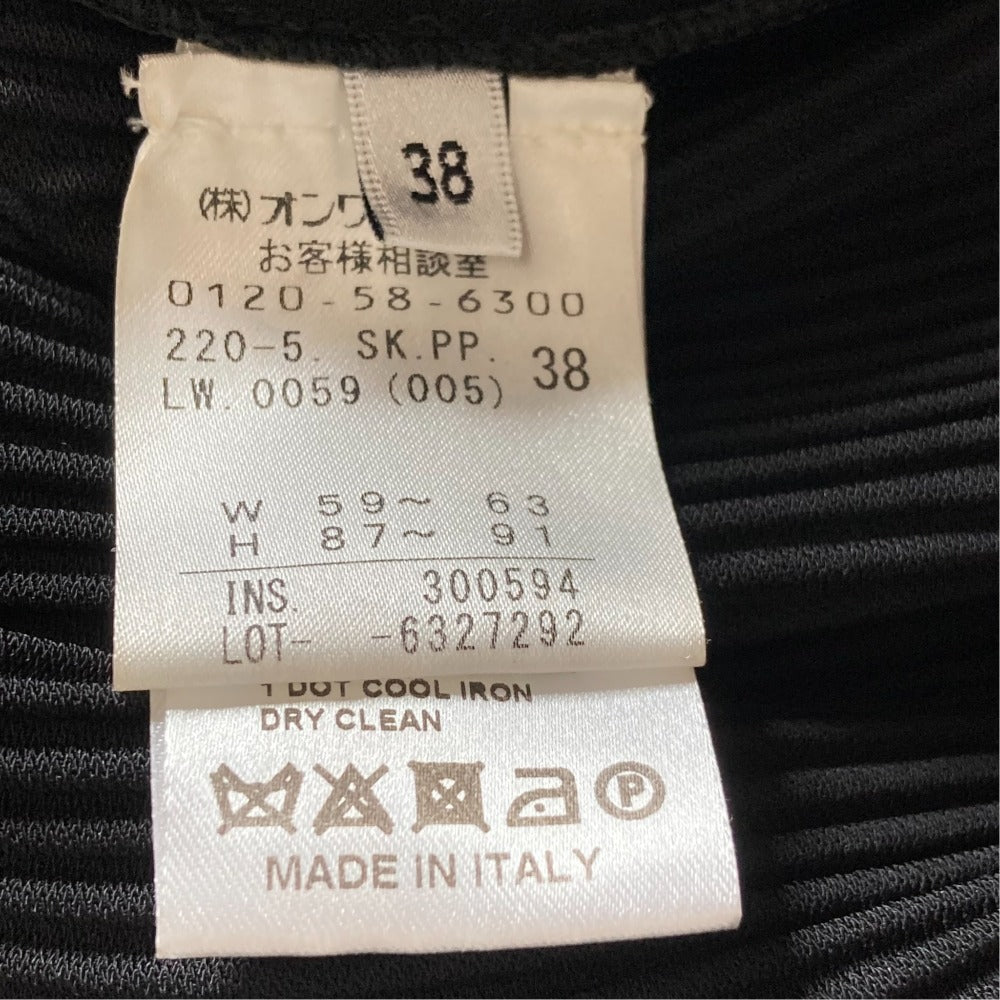 38
(株)オンワ
お客様相談室
0120-58-6300
220-5. SK.PP. 38
LW. 0059 (005)
W 59～ 63
H 87～ 91
INS. 300594
LOT- -6327292
1 DOT COOL IRON
DRY CLEAN
P
MADE IN ITALY